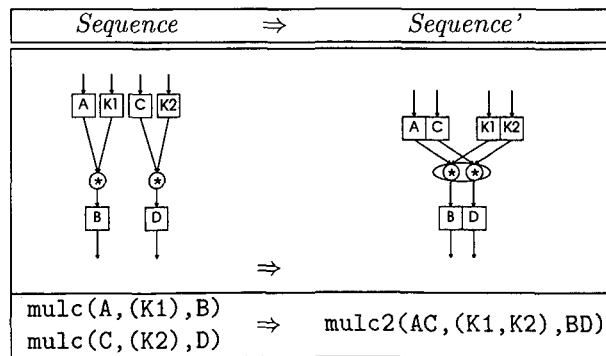 Sequence ⇒ Sequence'
A K1 C K2
A C K1 K2
* *
* *
B D
B D
⇒
mulc(A,(K1),B)
mulc(C,(K2),D)
⇒ mulc2(AC,(K1,K2),BD)